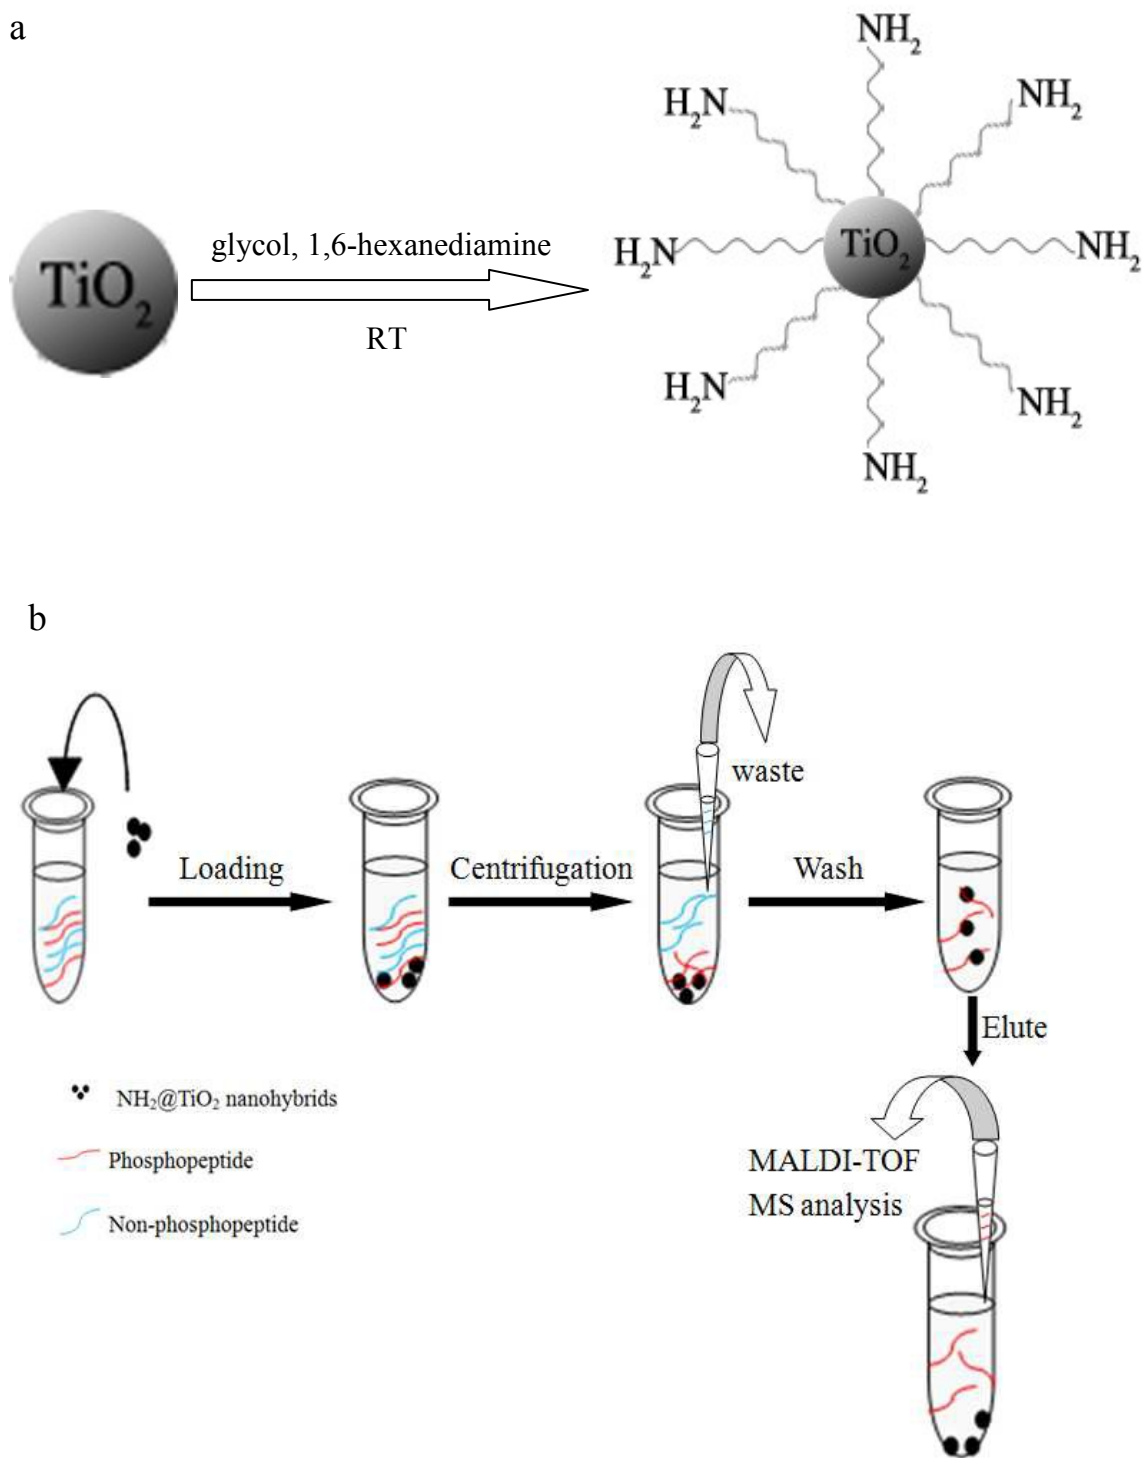 a
NH₂
H₂N
NH₂
glycol, 1,6-hexanediamine
TiO₂
RT
H₂N
TiO₂
NH₂
H₂N
NH₂
NH₂
b
waste
Loading
Centrifugation
Wash
Elute
NH₂@TiO₂ nanohybrids
Phosphopeptide
Non-phosphopeptide
MALDI-TOF
MS analysis